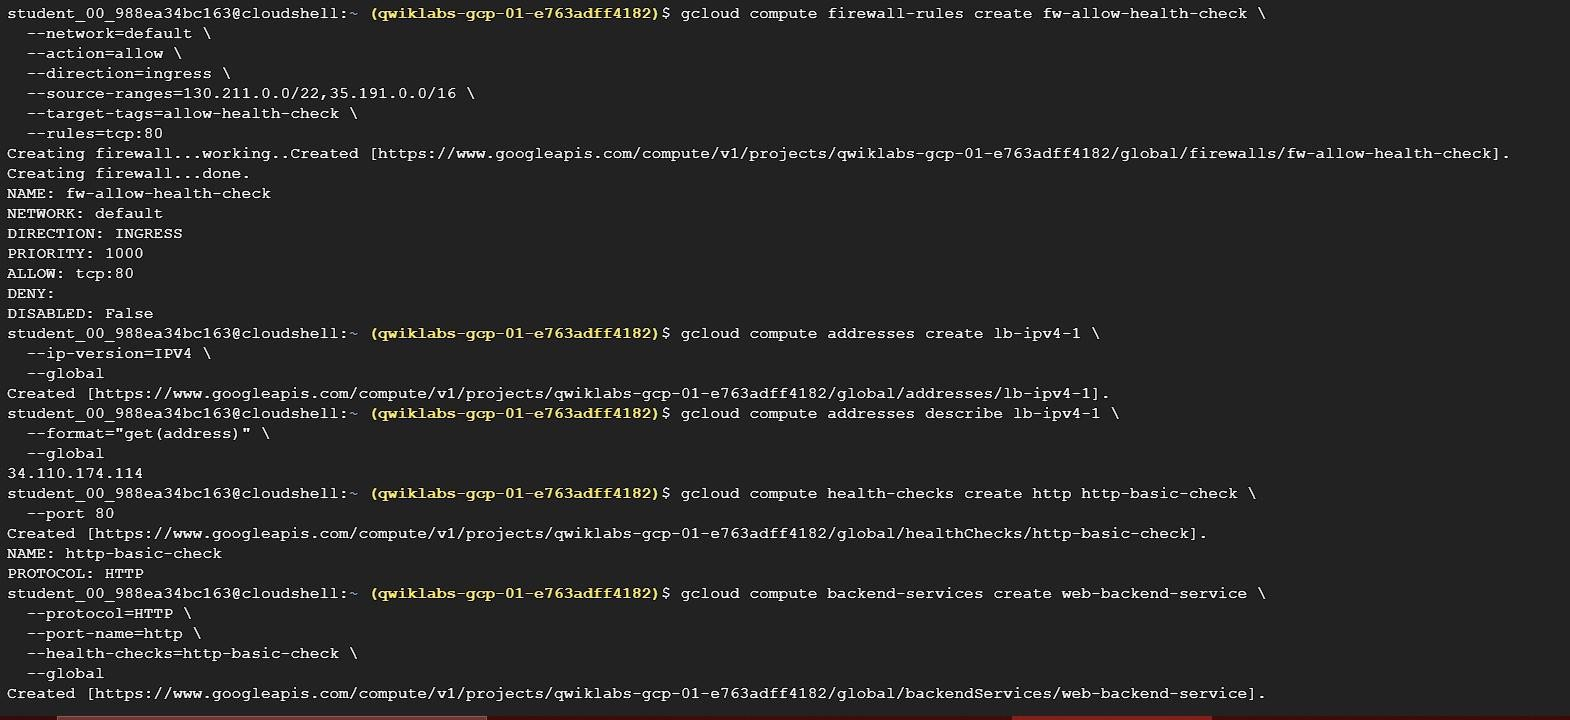 student_00_988ea34bc163@cloudshell:~ (qwiklabs-gcp-01-e763adff4182)$ gcloud compute firewall-rules create fw-allow-health-check \
  --network=default \
  --action=allow \
  --direction=ingress \
  --source-ranges=130.211.0.0/22,35.191.0.0/16 \
  --target-tags=allow-health-check \
  --rules=tcp:80
Creating firewall...working..Created [https://www.googleapis.com/compute/v1/projects/qwiklabs-gcp-01-e763adff4182/global/firewalls/fw-allow-health-check].
Creating firewall...done.
NAME: fw-allow-health-check
NETWORK: default
DIRECTION: INGRESS
PRIORITY: 1000
ALLOW: tcp:80
DENY:
DISABLED: False
student_00_988ea34bc163@cloudshell:~ (qwiklabs-gcp-01-e763adff4182)$ gcloud compute addresses create lb-ipv4-1 \
  --ip-version=IPV4 \
  --global
Created [https://www.googleapis.com/compute/v1/projects/qwiklabs-gcp-01-e763adff4182/global/addresses/lb-ipv4-1].
student_00_988ea34bc163@cloudshell:~ (qwiklabs-gcp-01-e763adff4182)$ gcloud compute addresses describe lb-ipv4-1 \
  --format="get(address)" \
  --global
34.110.174.114
student_00_988ea34bc163@cloudshell:~ (qwiklabs-gcp-01-e763adff4182)$ gcloud compute health-checks create http http-basic-check \
  --port 80
Created [https://www.googleapis.com/compute/v1/projects/qwiklabs-gcp-01-e763adff4182/global/healthChecks/http-basic-check].
NAME: http-basic-check
PROTOCOL: HTTP
student_00_988ea34bc163@cloudshell:~ (qwiklabs-gcp-01-e763adff4182)$ gcloud compute backend-services create web-backend-service \
  --protocol=HTTP \
  --port-name=http \
  --health-checks=http-basic-check \
  --global
Created [https://www.googleapis.com/compute/v1/projects/qwiklabs-gcp-01-e763adff4182/global/backendServices/web-backend-service].